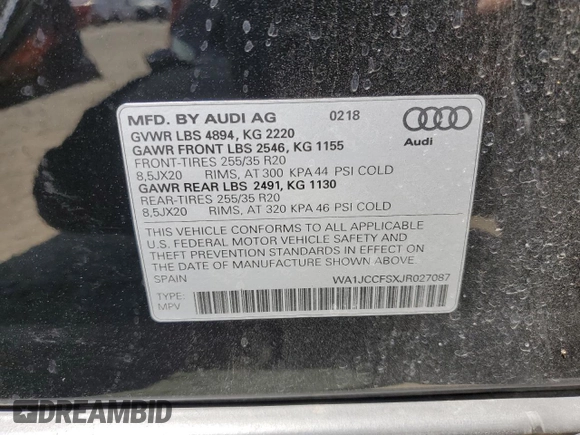 MFD. BY AUDI AG 0218
GVWR LBS 4894, KG 2220
GAWR FRONT LBS 2546, KG 1155
FRONT-TIRES 255/35 R20
8,5JX20 RIMS, AT 300 KPA 44 PSI COLD
GAWR REAR LBS 2491, KG 1130
REAR-TIRES 255/35 R20
8,5JX20 RIMS, AT 320 KPA 46 PSI COLD
Audi
THIS VEHICLE CONFORMS TO ALL APPLICABLE
U.S. FEDERAL MOTOR VEHICLE SAFETY AND
THEFT PREVENTION STANDARDS IN EFFECT ON THE
DATE OF MANUFACTURE SHOWN ABOVE.
SPAIN WA1JCCFSXJR027087
TYPE:
MPV
DREAMBID